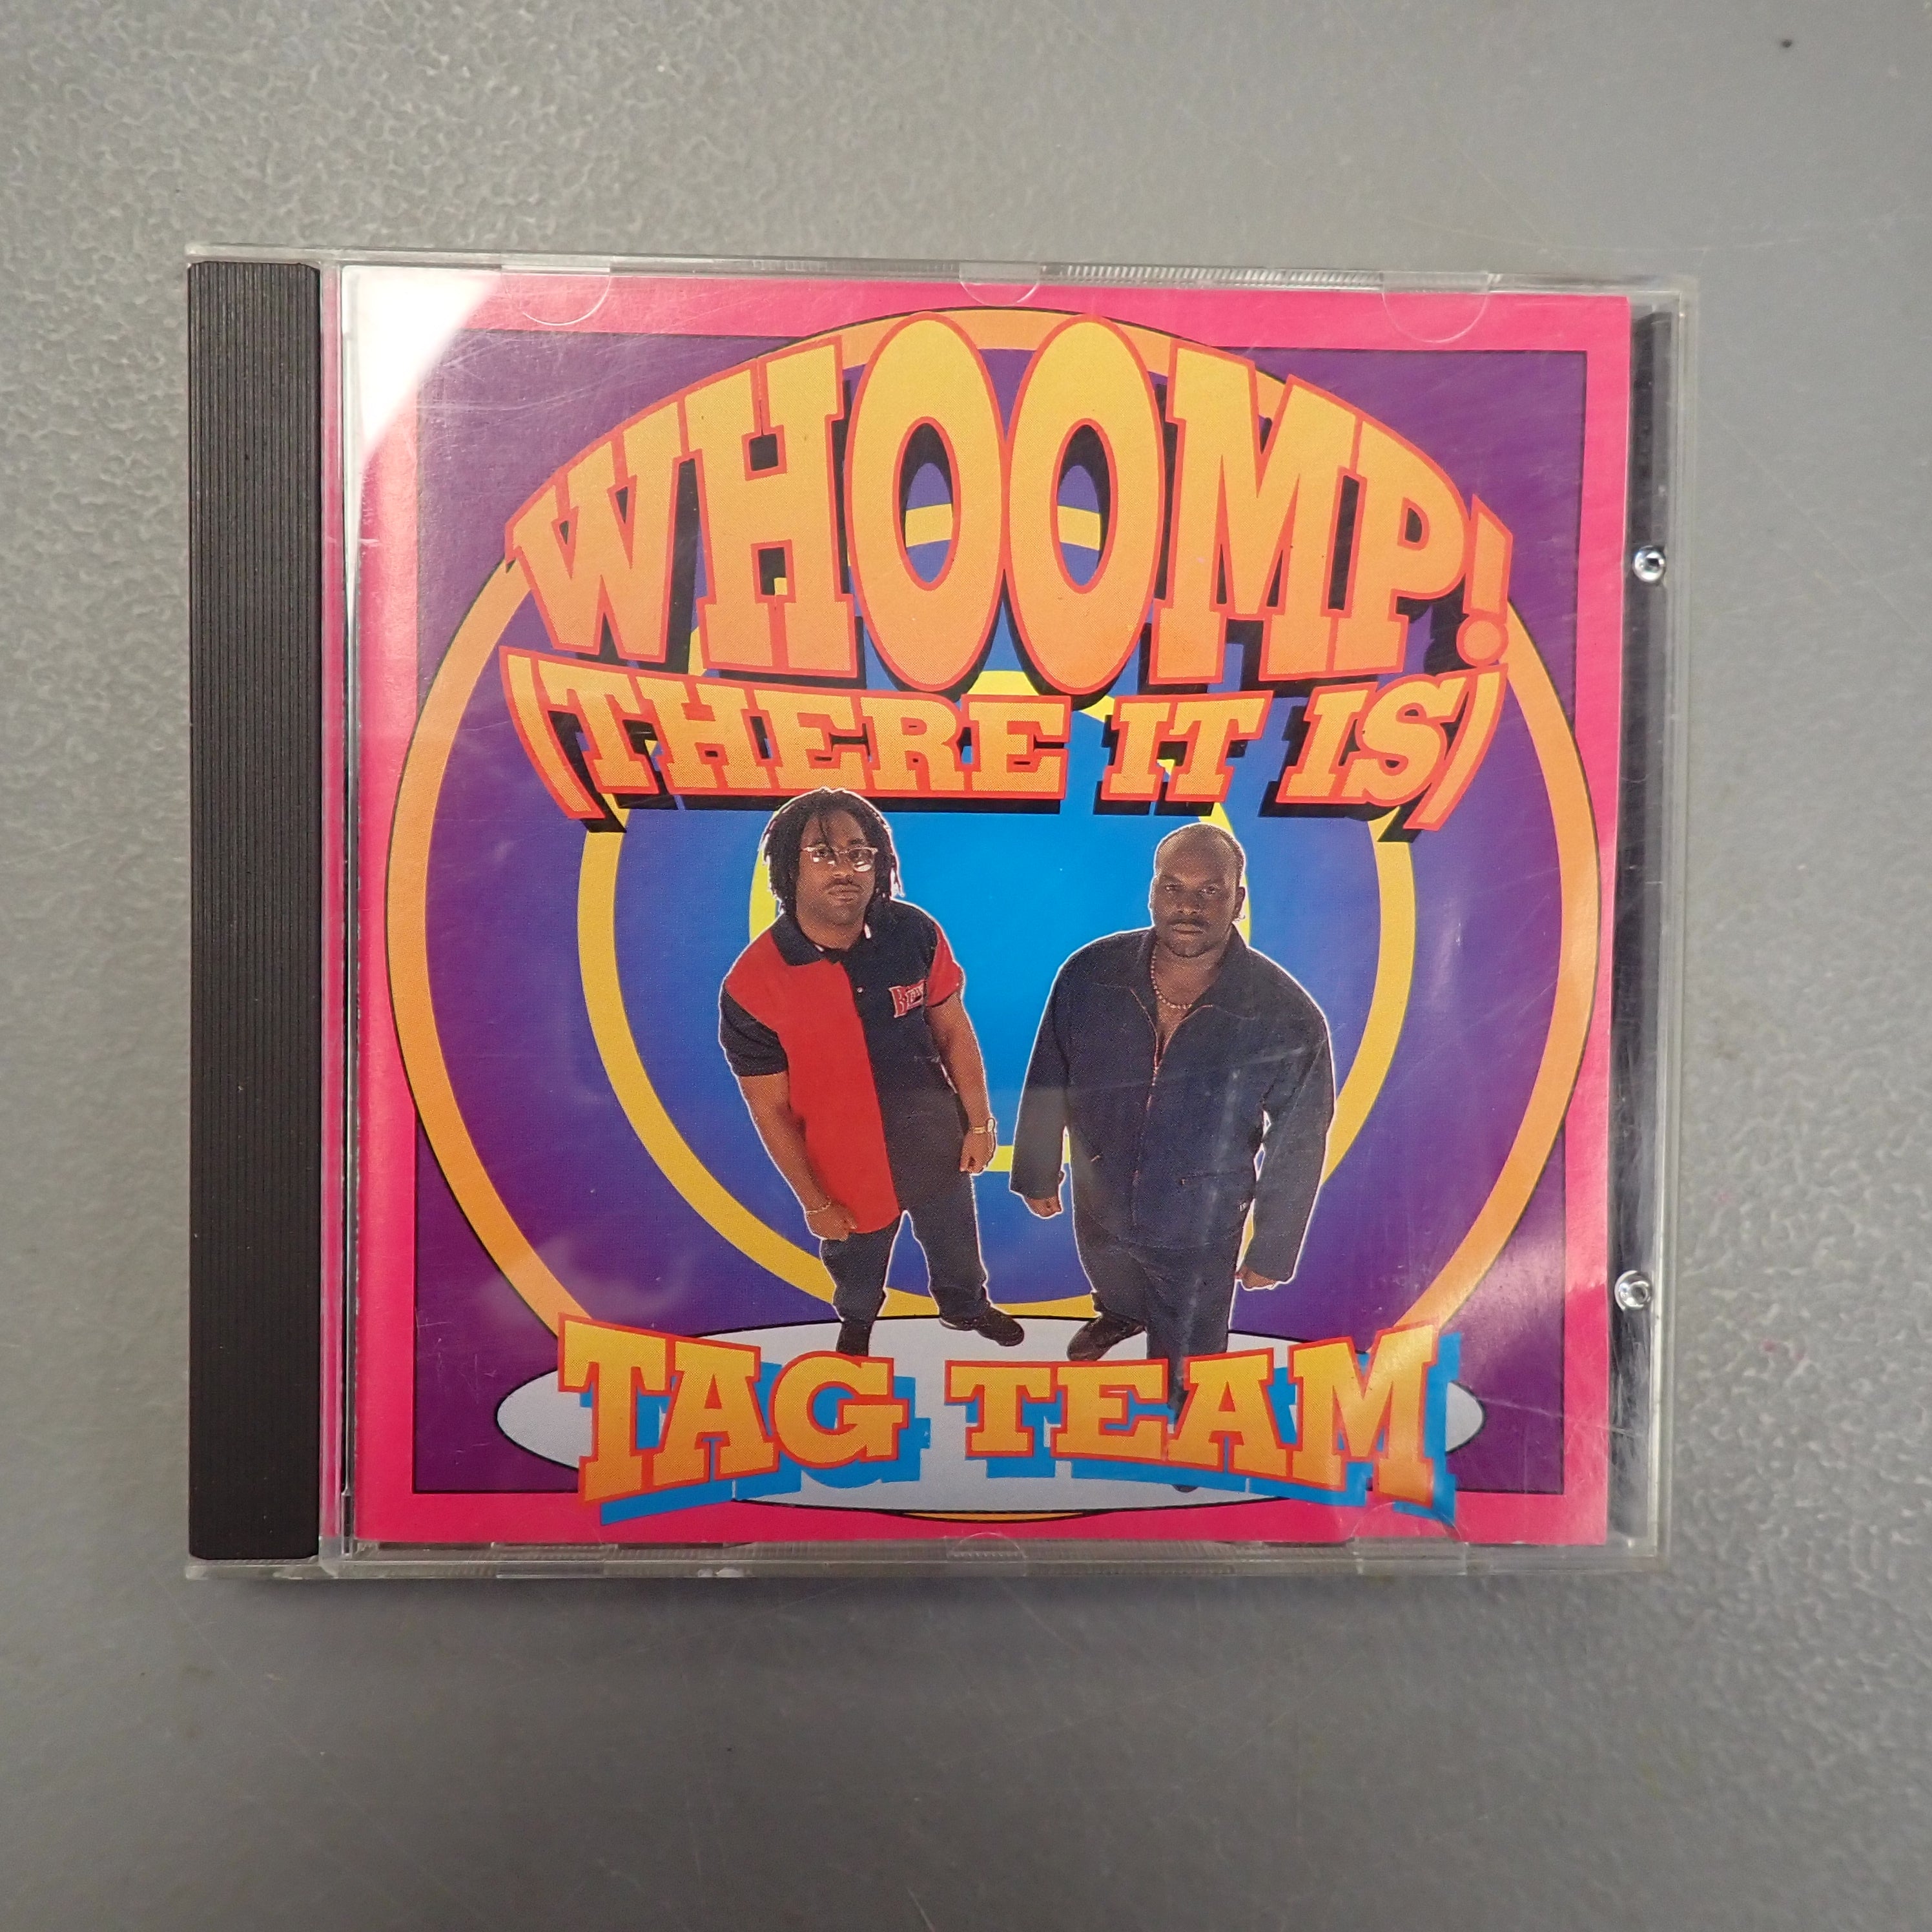 WHOOMP!
(THERE IT IS)
TAG TEAM